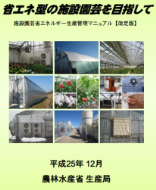 省エネ型の施設園芸を目指して
施設園芸省エネルギー生産管理マニュアル【改定版】
平成25年12月
農林水産省 生産局